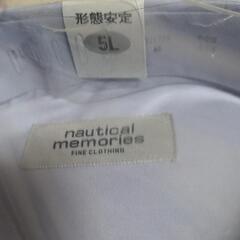 形態安定
5L
nautical
memories
FINE CLOTHING